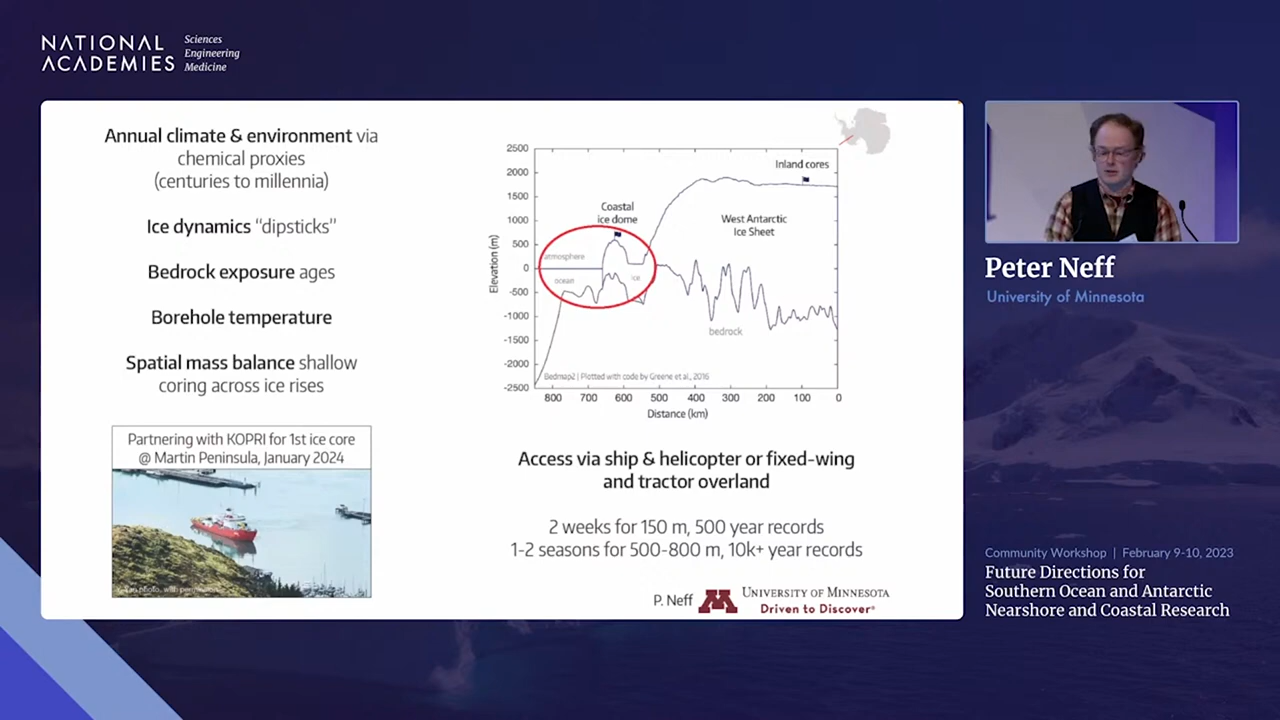 NATIONAL
ACADEMIES
Sciences
Engineering
Medicine
Annual climate & environment via
chemical proxies
(centuries to millennia)
Ice dynamics “dipsticks”
Bedrock exposure ages
Borehole temperature
Spatial mass balance shallow
coring across ice rises
Partnering with KOPRI for 1st ice core
@ Martin Peninsula, January 2024
photo, with
2500
2000
1500
1000
500
0
-500
-1000
-1500
-2000
-2500
Elevation (m)
Inland cores
Coastal
ice dome
West Antarctic
Ice Sheet
atmosphere
ocean
ice
bedrock
Bedmap2 | Plotted with code by Greene et al., 2016
800 700 600 500 400 300 200 100 0
Distance (km)
Access via ship & helicopter or fixed-wing
and tractor overland
2 weeks for 150 m, 500 year records
1-2 seasons for 500-800 m, 10k+ year records
P. Neff
M
UNIVERSITY OF MINNESOTA
Driven to Discover®
Peter Neff
University of Minnesota
Community Workshop | February 9-10, 2023
Future Directions for
Southern Ocean and Antarctic
Nearshore and Coastal Research